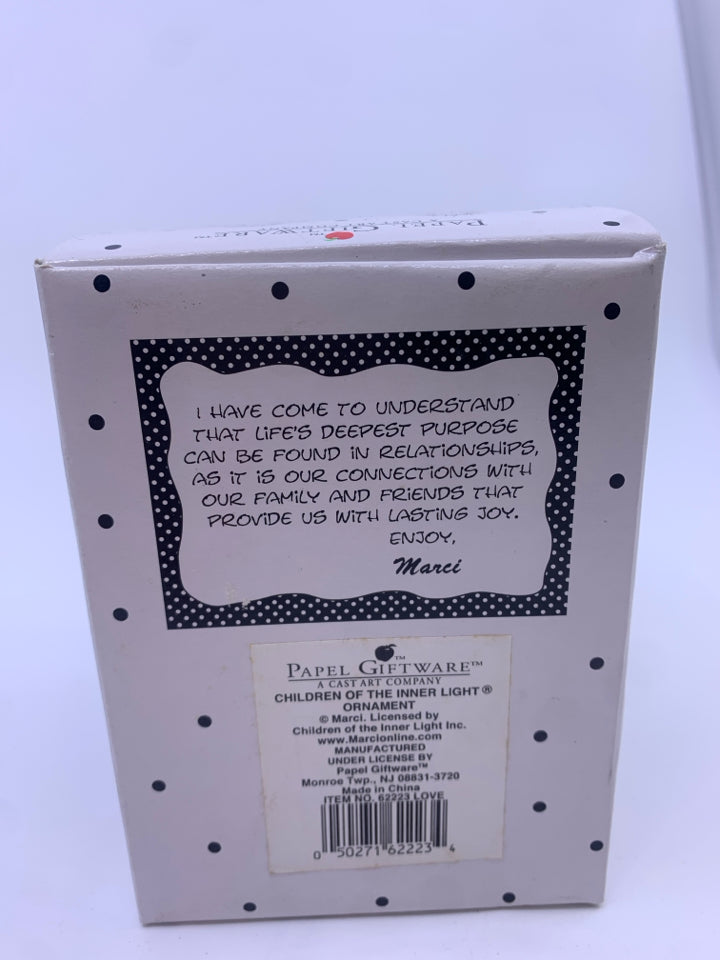 PAPEL GIFTWARE™
I HAVE COME TO UNDERSTAND
THAT LIFE'S DEEPEST PURPOSE
CAN BE FOUND IN RELATIONSHIPS,
AS IT IS OUR CONNECTIONS WITH
OUR FAMILY AND FRIENDS THAT
PROVIDE US WITH LASTING JOY.
ENJOY,
Marci
PAPEL GIFTWARE™
A CAST ART COMPANY
CHILDREN OF THE INNER LIGHT®
ORNAMENT
© Marci. Licensed by
Children of the Inner Light Inc.
www.Marcionline.com
MANUFACTURED
UNDER LICENSE BY
Papel Giftware™
Monroe Twp., NJ 08831-3720
Made in China
ITEM NO. 62223 LOVE
0 50271 62223 4